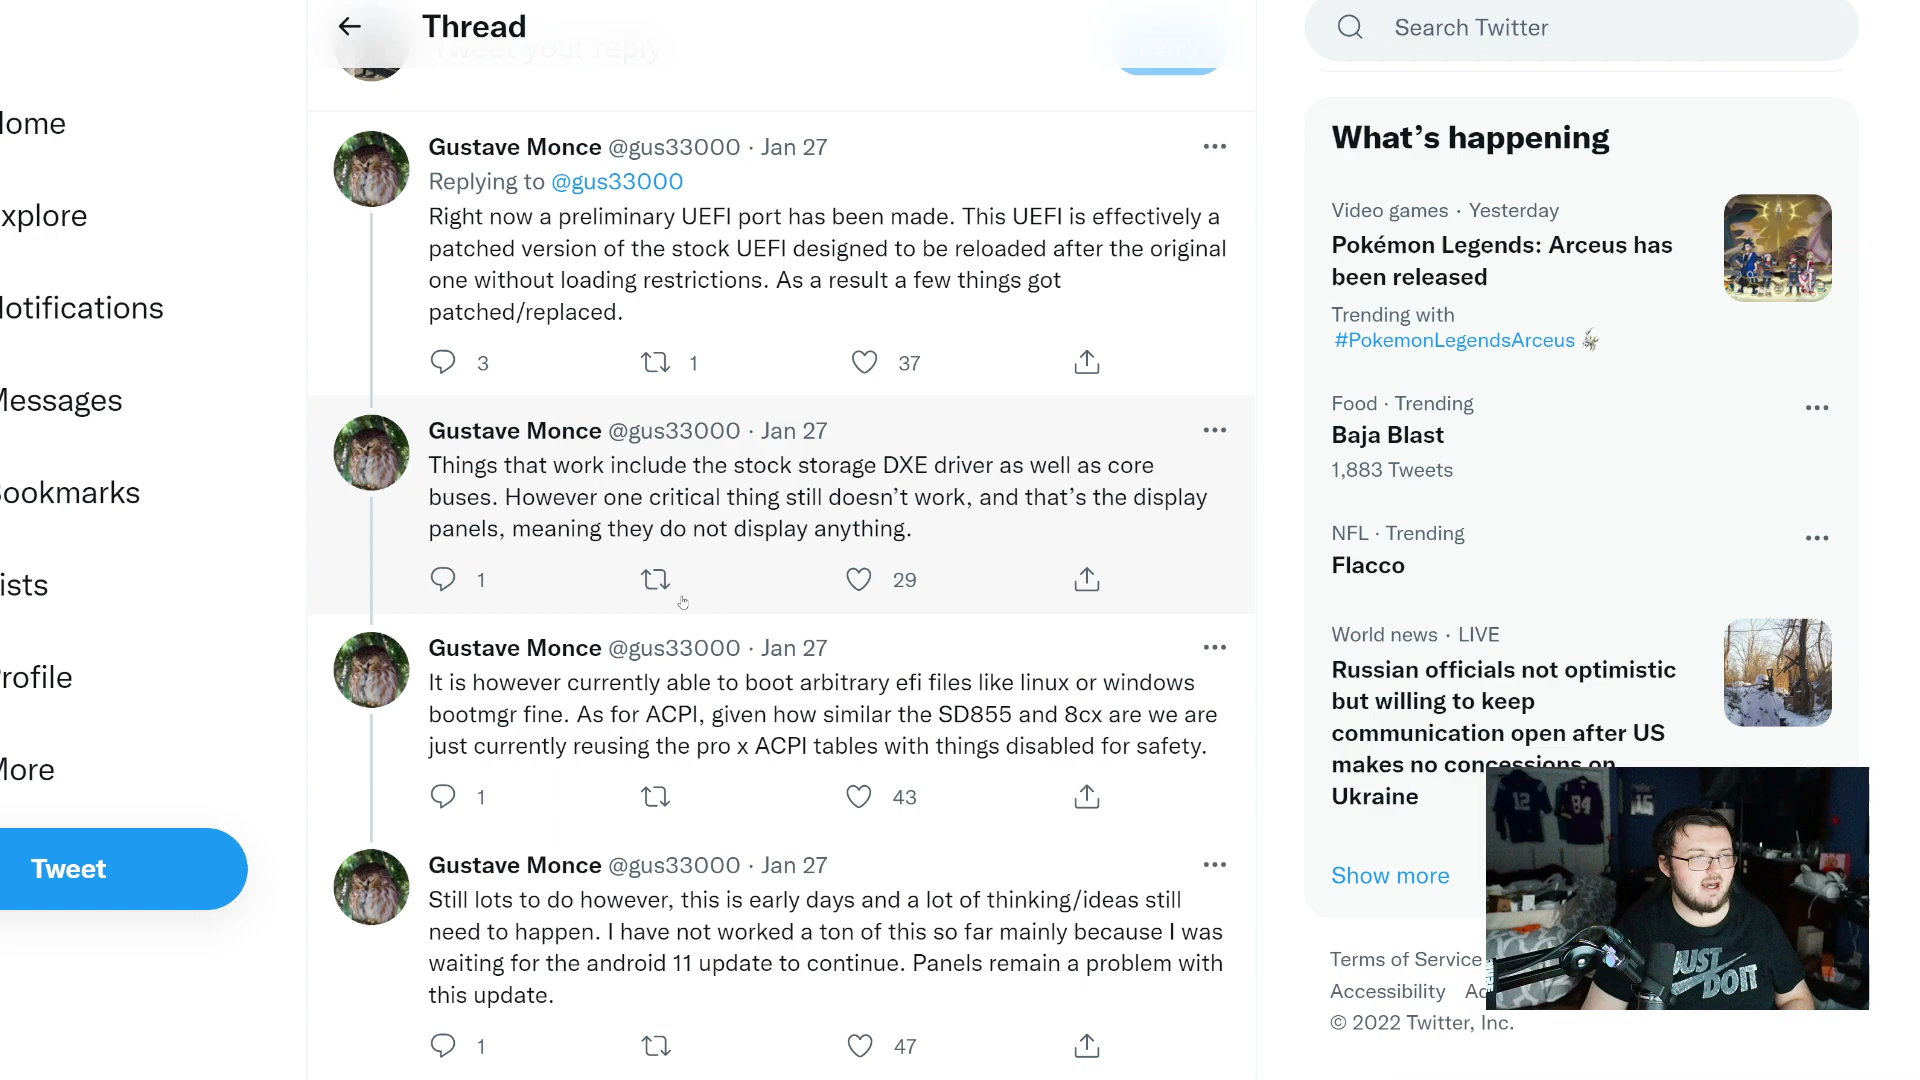 Thread
Tweet your reply
Search Twitter
ome
xplore
otifications
essages
ookmarks
ists
rofile
ore
Tweet
Gustave Monce @gus33000 · Jan 27
Replying to @gus33000
Right now a preliminary UEFI port has been made. This UEFI is effectively a
patched version of the stock UEFI designed to be reloaded after the original
one without loading restrictions. As a result a few things got
patched/replaced.
3 1 37
Gustave Monce @gus33000 · Jan 27
Things that work include the stock storage DXE driver as well as core
buses. However one critical thing still doesn't work, and that's the display
panels, meaning they do not display anything.
1 29
Gustave Monce @gus33000 · Jan 27
It is however currently able to boot arbitrary efi files like linux or windows
bootmgr fine. As for ACPI, given how similar the SD855 and 8cx are we are
just currently reusing the pro x ACPI tables with things disabled for safety.
1 43
Gustave Monce @gus33000 · Jan 27
Still lots to do however, this is early days and a lot of thinking/ideas still
need to happen. I have not worked a ton of this so far mainly because I was
waiting for the android 11 update to continue. Panels remain a problem with
this update.
1 47
What's happening
Video games · Yesterday
Pokémon Legends: Arceus has
been released
Trending with
#PokemonLegendsArceus
Food · Trending
Baja Blast
1,883 Tweets
NFL · Trending
Flacco
World news · LIVE
Russian officials not optimistic
but willing to keep
communication open after US
makes no concessions on
Ukraine
Show more
Terms of Service
Accessibility
© 2022 Twitter, Inc.
12
84
15
JUST
DO IT